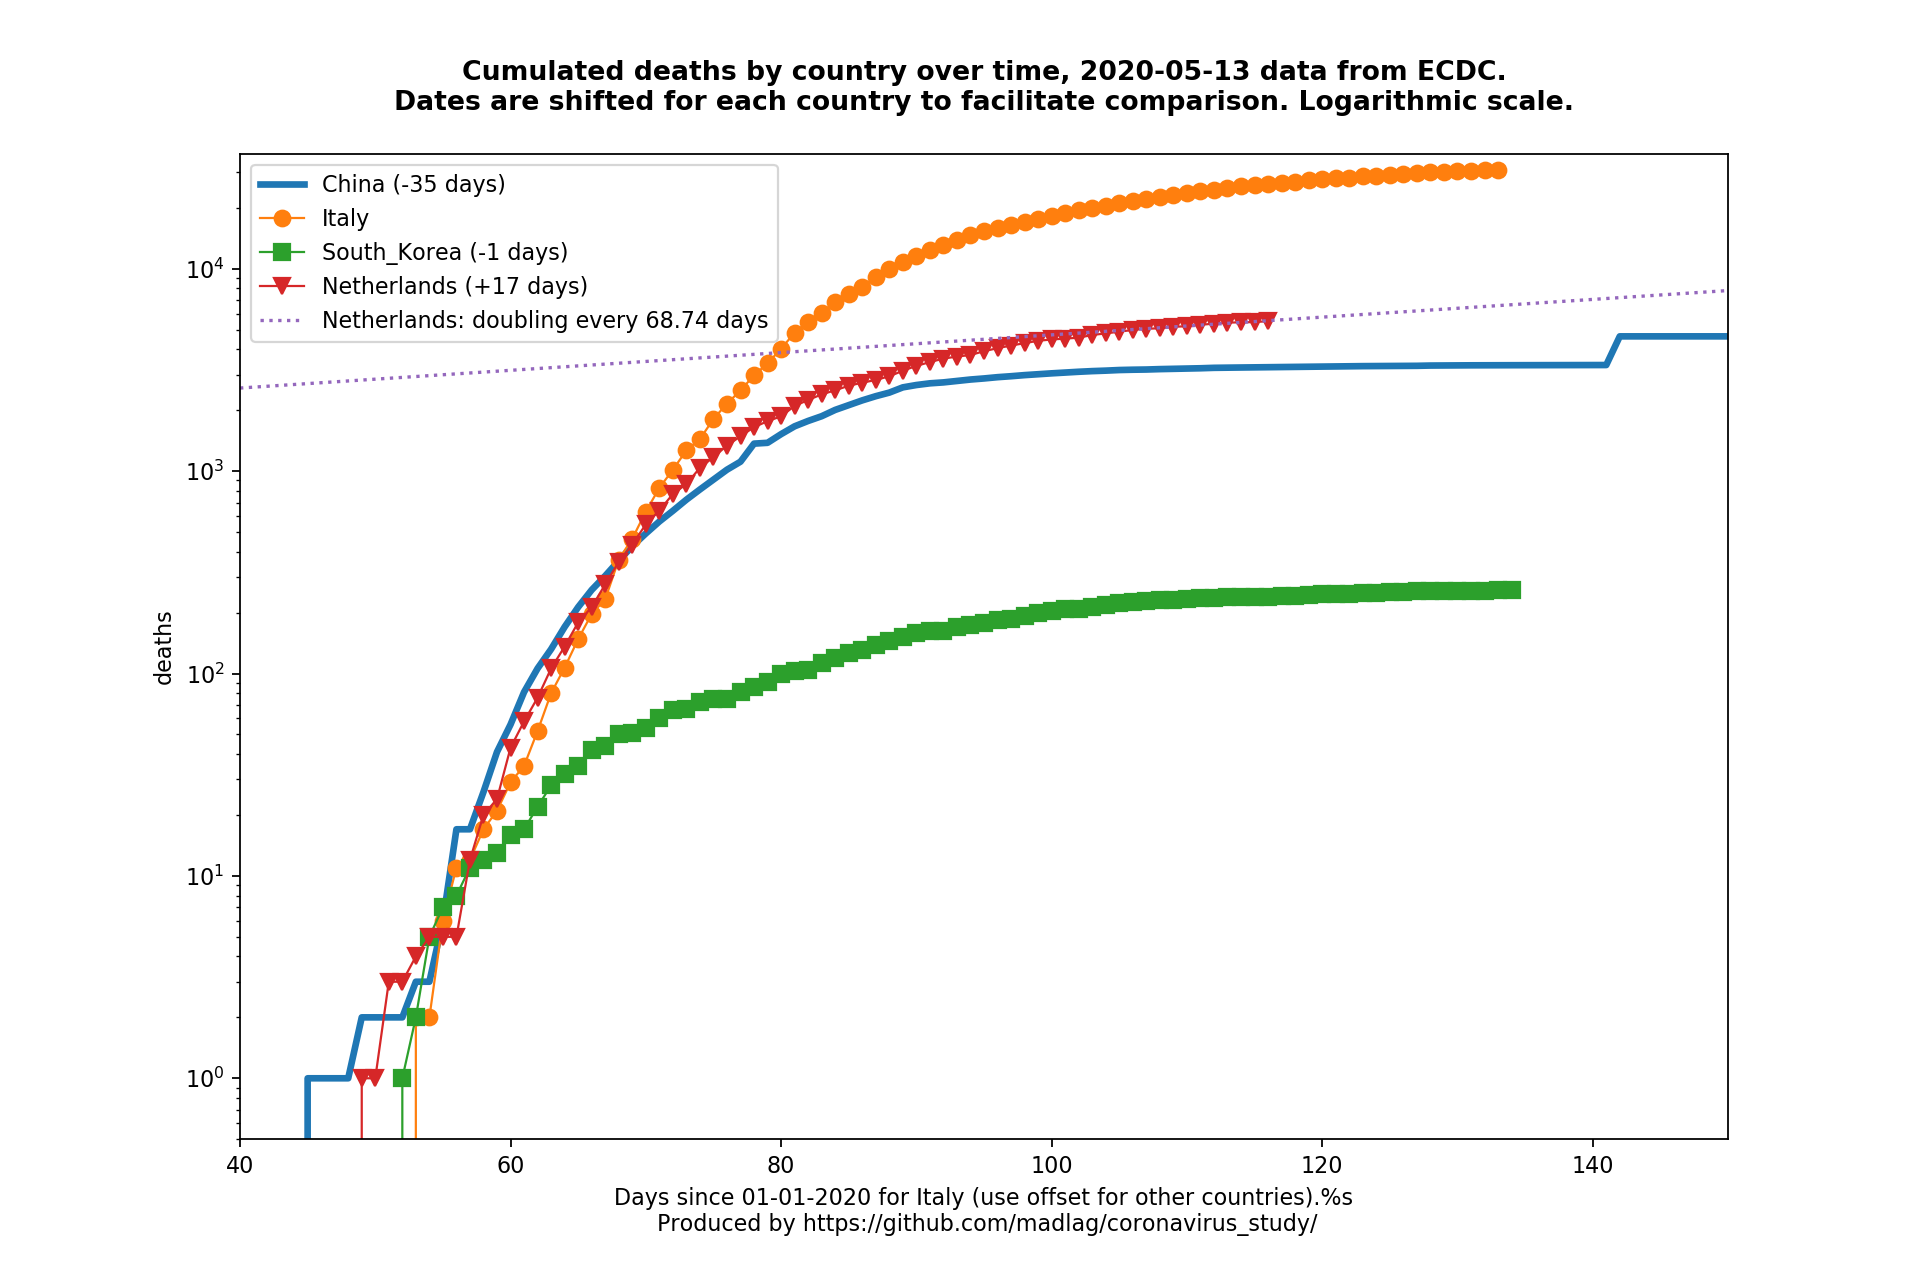 Cumulated deaths by country over time, 2020-05-13 data from ECDC.
Dates are shifted for each country to facilitate comparison. Logarithmic scale.
China (-35 days)
Italy
South_Korea (-1 days)
Netherlands (+17 days)
Netherlands: doubling every 68.74 days
10⁴
10³
10²
10¹
10⁰
deaths
40 60 80 100 120 140
Days since 01-01-2020 for Italy (use offset for other countries).%s
Produced by https://github.com/madlag/coronavirus_study/